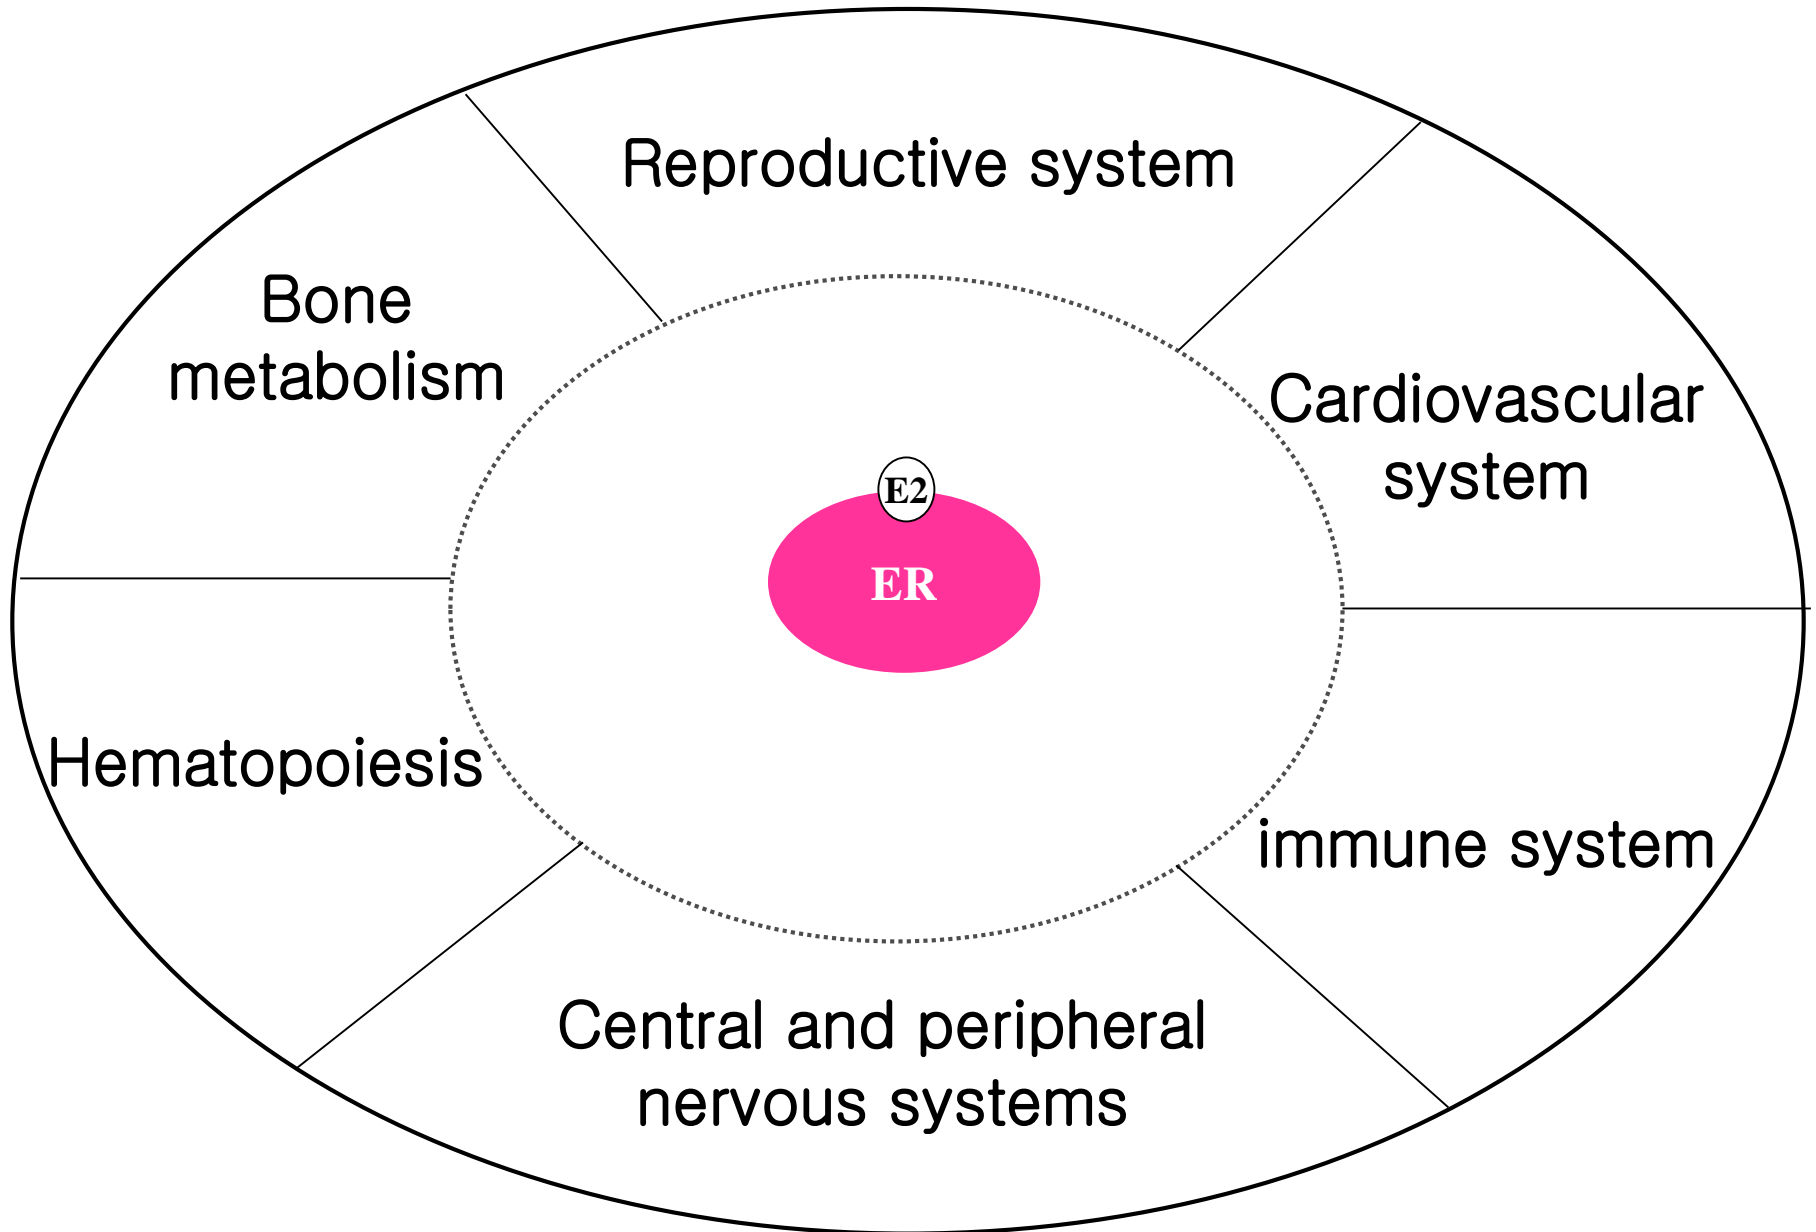 Reproductive system
Bone
metabolism
Cardiovascular
system
E2
ER
Hematopoiesis
immune system
Central and peripheral
nervous systems